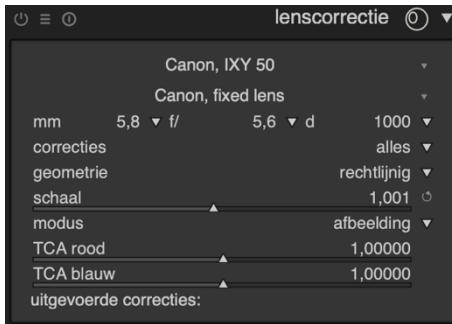 lenscorrectie
Canon, IXY 50
Canon, fixed lens
mm 5,8 f/ 5,6 d 1000
correcties alles
geometrie rechtlijnig
schaal 1,001
modus afbeelding
TCA rood 1,00000
TCA blauw 1,00000
uitgevoerde correcties: